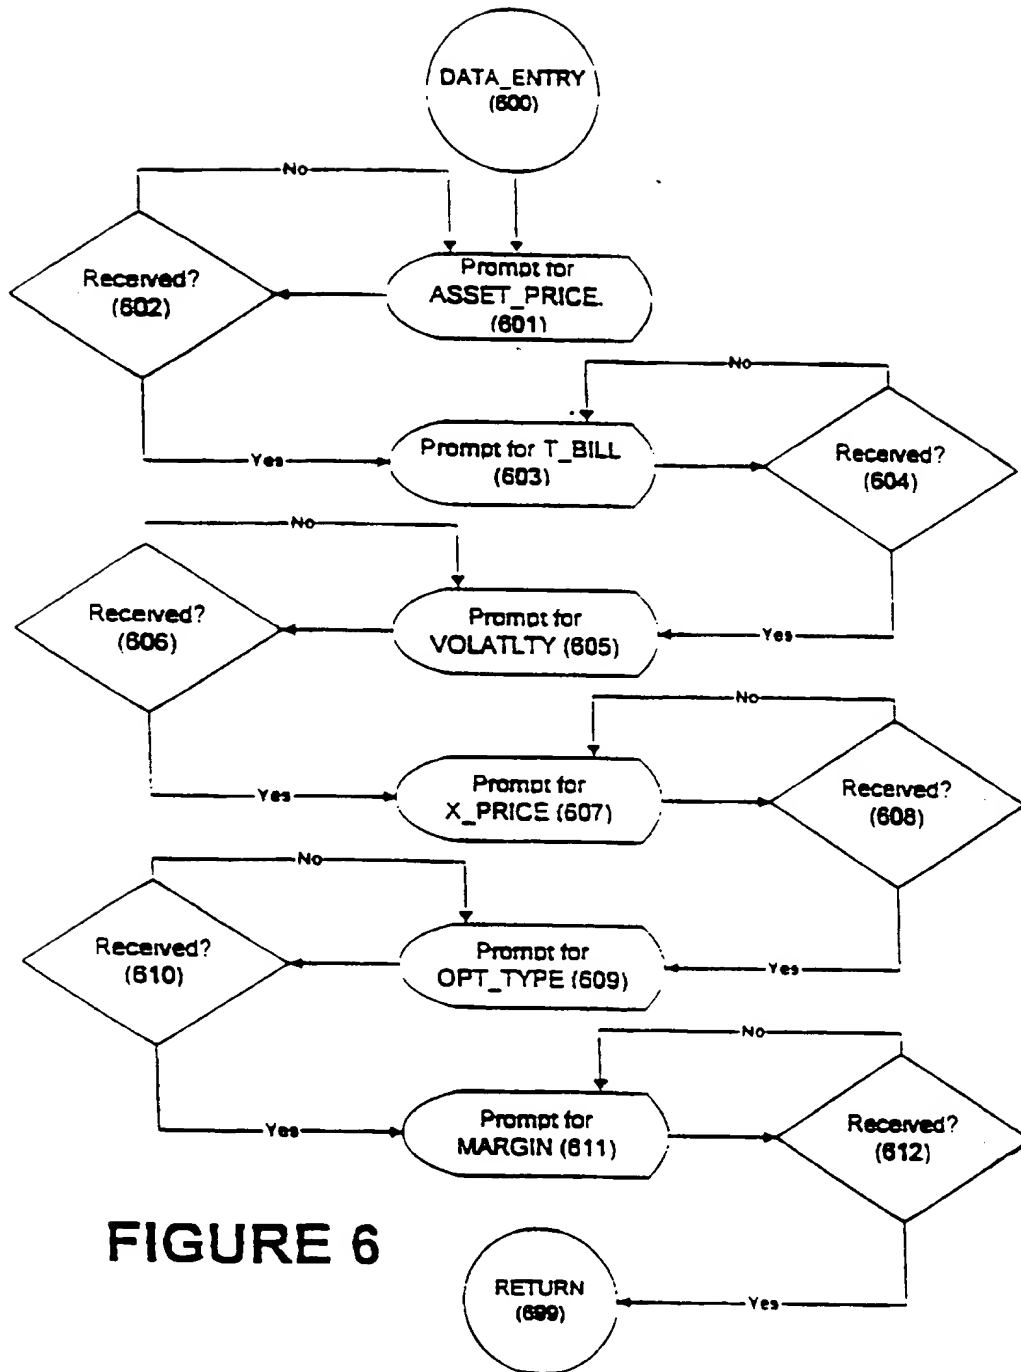 DATA_ENTRY
(600)
No
Received?
(602)
Prompt for
ASSET_PRICE.
(601)
No
Yes
Prompt for T_BILL
(603)
Received?
(604)
No
Received?
(606)
Prompt for
VOLATLTY (605)
Yes
No
Yes
Prompt for
X_PRICE (607)
Received?
(608)
No
Received?
(610)
Prompt for
OPT_TYPE (609)
Yes
No
Yes
Prompt for
MARGIN (611)
Received?
(612)
FIGURE 6
RETURN
(699)
Yes